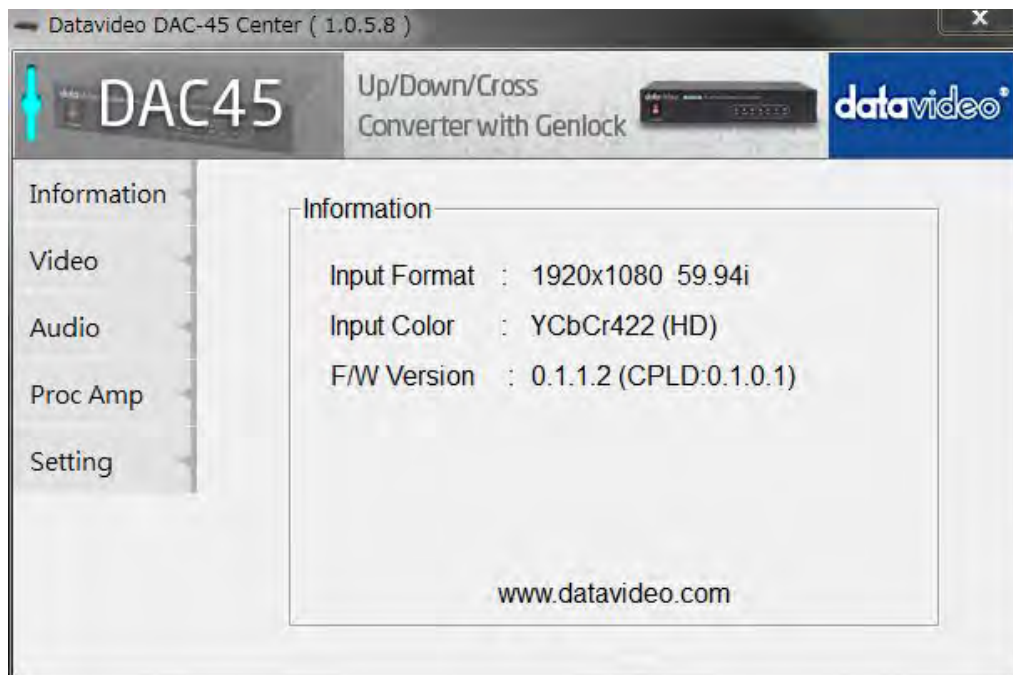 Datavideo DAC-45 Center ( 1.0.5.8 )
X
DAC45
Up/Down/Cross
Converter with Genlock
datavideo
Information
Video
Audio
Proc Amp
Setting
Information
Input Format : 1920x1080 59.94i
Input Color : YCbCr422 (HD)
F/W Version : 0.1.1.2 (CPLD:0.1.0.1)
www.datavideo.com